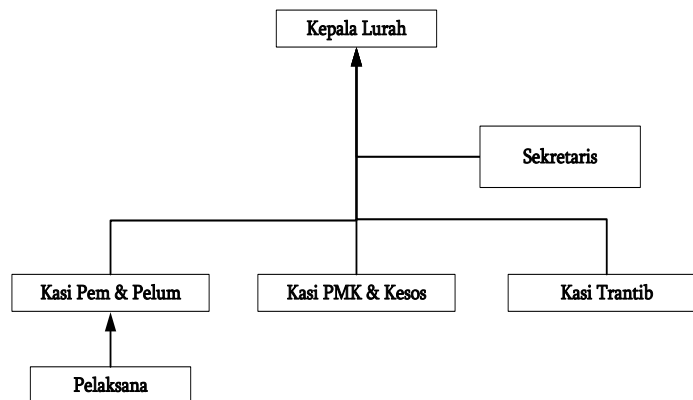 Kepala Lurah
Sekretaris
Kasi Pem & Pelum
Kasi PMK & Kesos
Kasi Trantib
Pelaksana